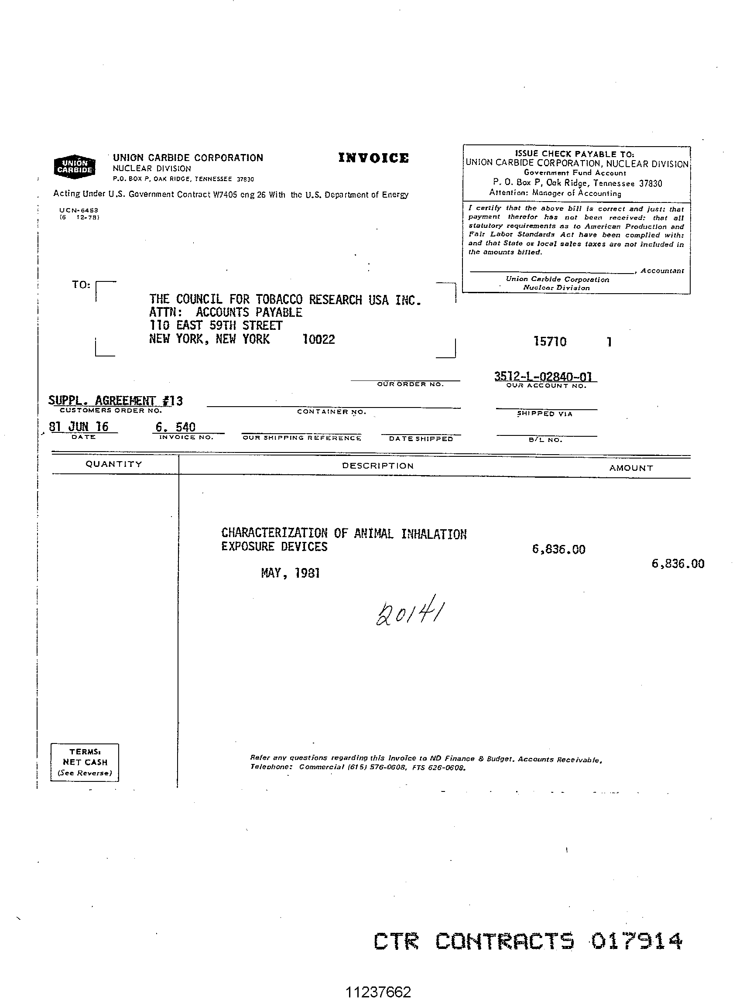 UNION CARBIDE
UNION CARBIDE CORPORATION
NUCLEAR DIVISION
P.O. BOX P, OAK RIDGE, TENNESSEE 37830
INVOICE
Acting Under U.S. Government Contract W7405 eng 26 With the U.S. Department of Energy
UCN-6453
(6 12-78)
ISSUE CHECK PAYABLE TO:
UNION CARBIDE CORPORATION, NUCLEAR DIVISION
Government Fund Account
P. O. Box P, Oak Ridge, Tennessee 37830
Attention: Manager of Accounting
I certify that the above bill is correct and just; that
payment therefor has not been received; that all
statutory requirements as to American Production and
Fair Labor Standards Act have been complied with;
and that State or local sales taxes are not included in
the amounts billed.
, Accountant
Union Carbide Corporation
Nuclear Division
TO:
THE COUNCIL FOR TOBACCO RESEARCH USA INC.
ATTN: ACCOUNTS PAYABLE
110 EAST 59TH STREET
NEW YORK, NEW YORK 10022
15710 1
3512-L-02840-01
OUR ORDER NO.
OUR ACCOUNT NO.
SUPPL. AGREEMENT #13
CUSTOMERS ORDER NO.
CONTAINER NO.
SHIPPED VIA
81 JUN 16
6. 540
DATE
INVOICE NO.
OUR SHIPPING REFERENCE
DATE SHIPPED
B/L NO.
QUANTITY
DESCRIPTION
AMOUNT
CHARACTERIZATION OF ANIMAL INHALATION
EXPOSURE DEVICES 6,836.00
6,836.00
MAY, 1981
20141
TERMS:
NET CASH
(See Reverse)
Refer any questions regarding this Invoice to ND Finance & Budget, Accounts Receivable,
Telephone: Commercial (615) 576-0608, FTS 626-0608.
CTR CONTRACTS 017914
11237662